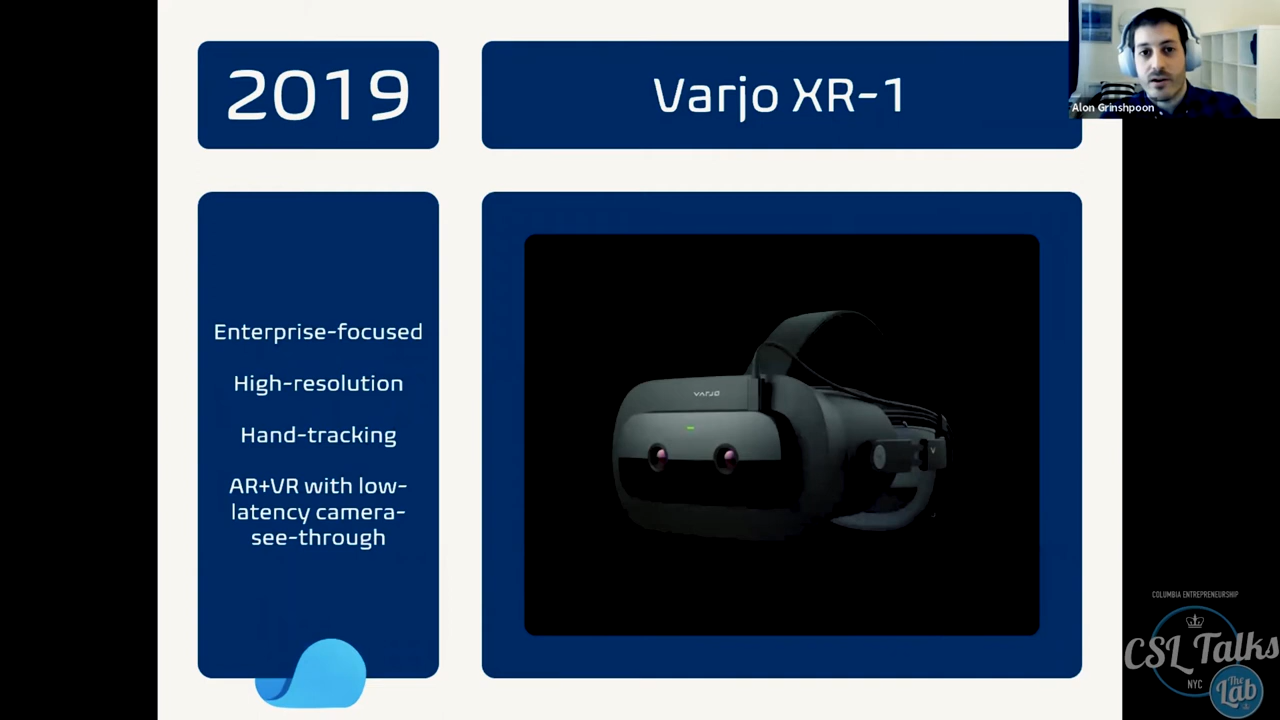 2019
Varjo XR-1
Alon Grinshpoon
Enterprise-focused
High-resolution
Hand-tracking
AR+VR with low-
latency camera-
see-through
VARJO
COLUMBIA ENTREPRENEURSHIP
CSL Talks
NYC
The
Lab